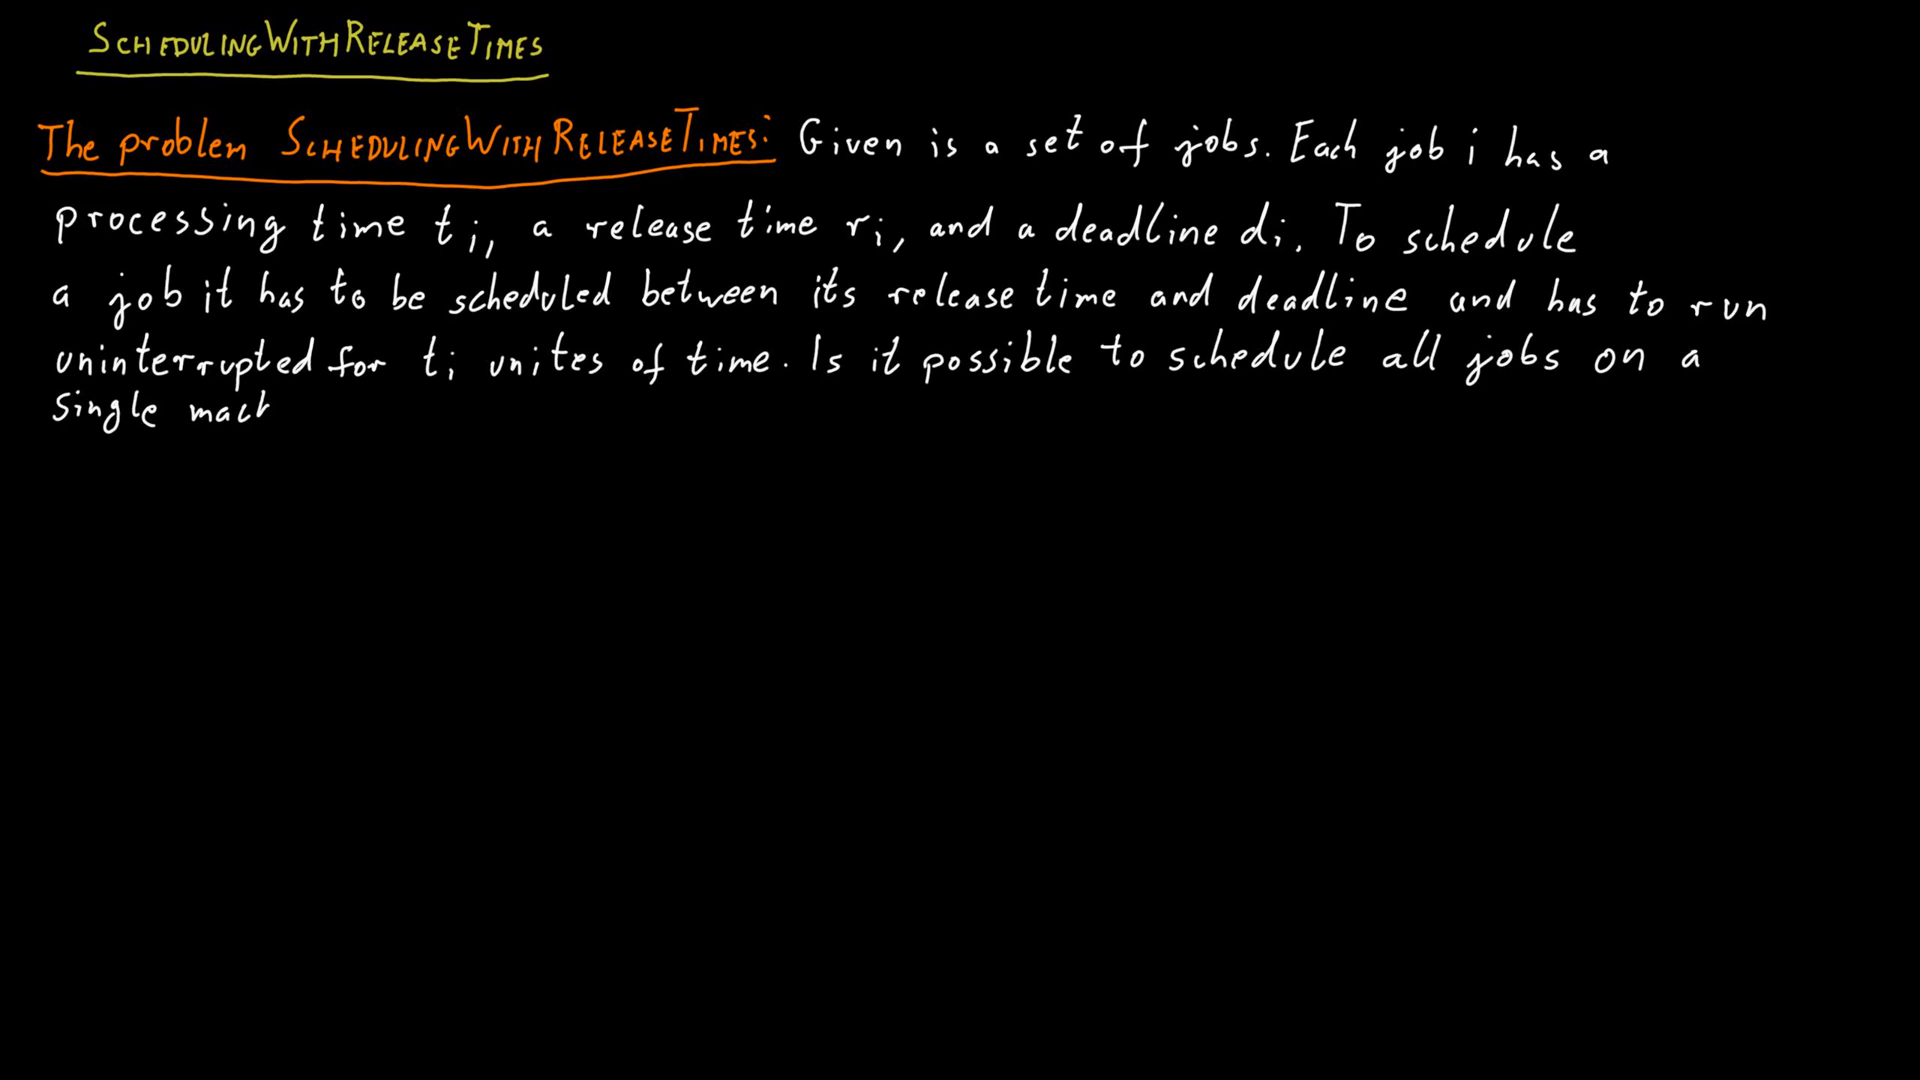 SCHEDULINGWITHRELEASETIMES
The problem SCHEDULINGWITHRELEASETIMES: Given is a set of jobs. Each job i has a
processing time ti, a release time ri, and a deadline di. To schedule
a job it has to be scheduled between its release time and deadline and has to run
uninterrupted for ti unites of time. Is it possible to schedule all jobs on a
single mach